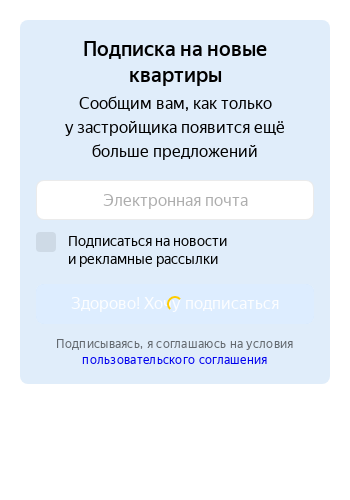 Подписка на новые
квартиры
Сообщим вам, как только
у застройщика появится ещё
больше предложений
Электронная почта
Подписаться на новости
и рекламные рассылки
Здорово! Хочу подписаться
Подписываясь, я соглашаюсь на условия
пользовательского соглашения